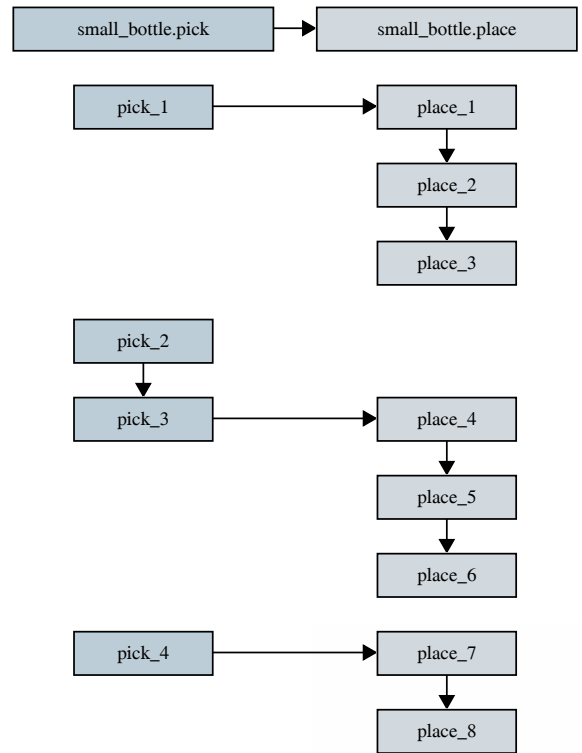 small_bottle.pick small_bottle.place
pick_1 place_1
place_2
place_3
pick_2
pick_3 place_4
place_5
place_6
pick_4 place_7
place_8